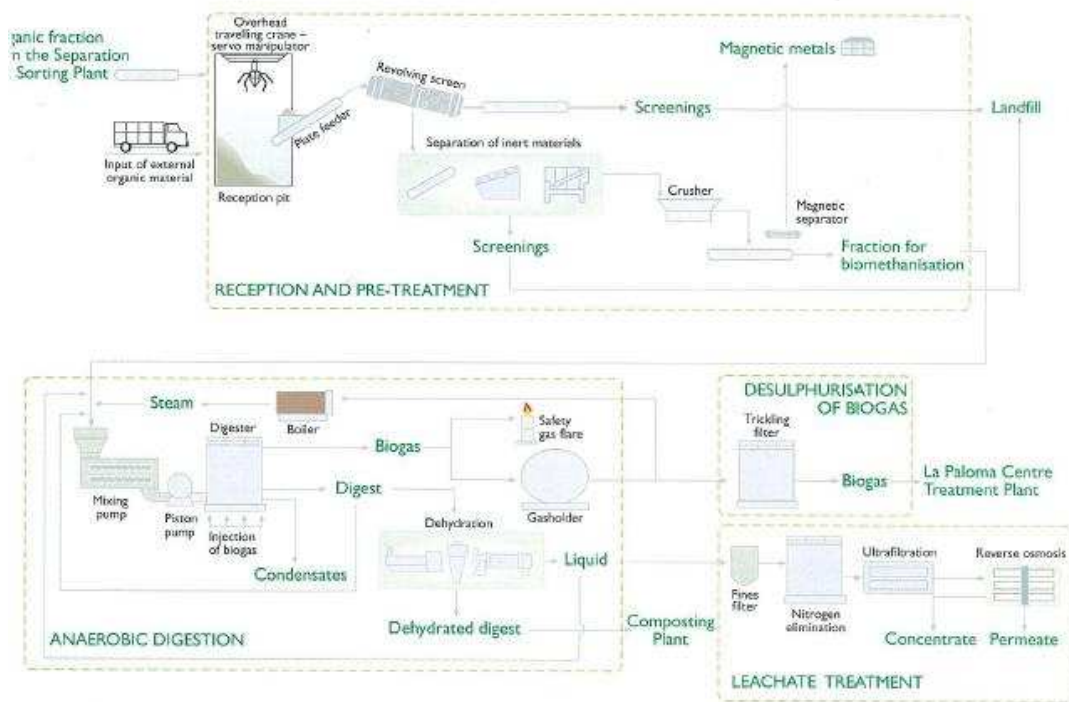 ganic fraction
n the Separation
Sorting Plant
Overhead
travelling crane –
servo manipulator
Input of external
organic material
Reception pit
Plate feeder
Revolving screen
Screenings
Landfill
Magnetic metals
Separation of inert materials
Crusher
Magnetic
separator
Screenings
Fraction for
biomethanisation
RECEPTION AND PRE-TREATMENT
Steam
Boiler
Digester
Biogas
Safety
gas flare
Gasholder
Mixing
pump
Piston
pump
Injection
of biogas
Digest
Condensates
Dehydration
Liquid
Dehydrated digest
Composting
Plant
ANAEROBIC DIGESTION
DESULPHURISATION
OF BIOGAS
Trickling
filter
Biogas
La Paloma Centre
Treatment Plant
Fines
filter
Nitrogen
elimination
Ultrafiltration
Reverse osmosis
Concentrate
Permeate
LEACHATE TREATMENT